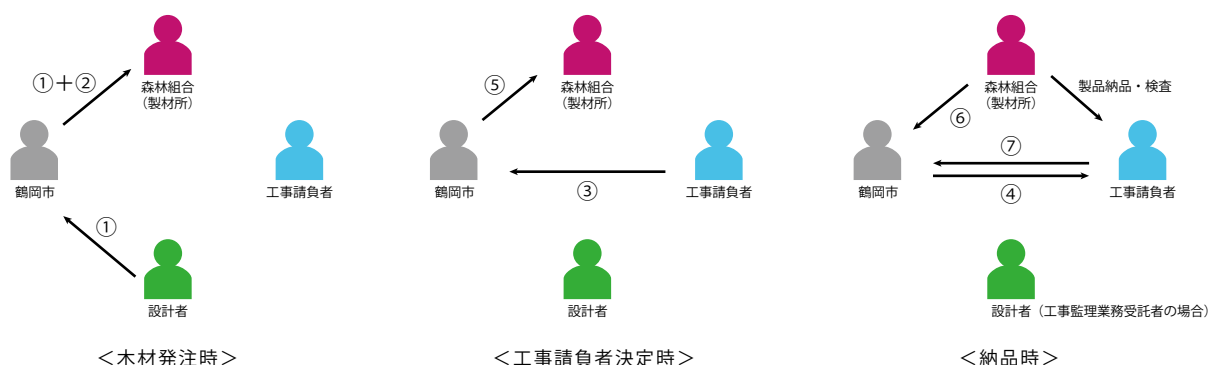 森林組合
（製材所）
①＋②
鶴岡市
工事請負者
①
設計者
＜木材発注時＞
森林組合
（製材所）
⑤
鶴岡市
工事請負者
③
設計者
＜工事請負者決定時＞
森林組合
（製材所）
製品納品・検査
⑥
⑦
鶴岡市
工事請負者
④
設計者（工事監理業務受託者の場合）
＜納品時＞